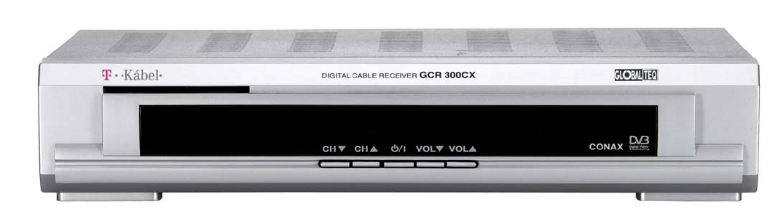 T··Kábel·
DIGITAL CABLE RECEIVER GCR 300CX
GLOBALTEQ
CH▼ CH▲ ⏻/I VOL▼ VOL▲
CONAX
DVB